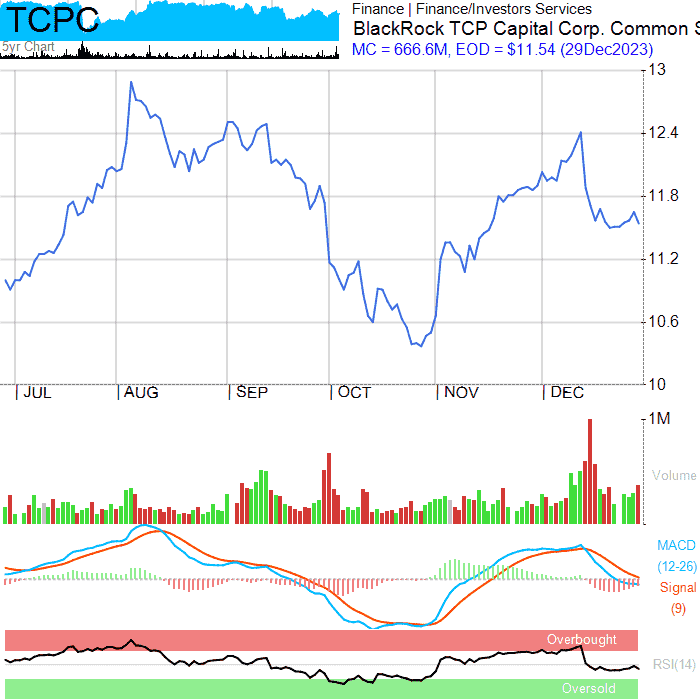 TCPC
5yr Chart
Finance | Finance/Investors Services
BlackRock TCP Capital Corp. Common S
MC = 666.6M, EOD = $11.54 (29Dec2023)
13
12.4
11.8
11.2
10.6
10
| JUL | AUG | SEP | OCT | NOV | DEC
1M
Volume
MACD
(12-26)
Signal
(9)
Overbought
RSI(14)
Oversold